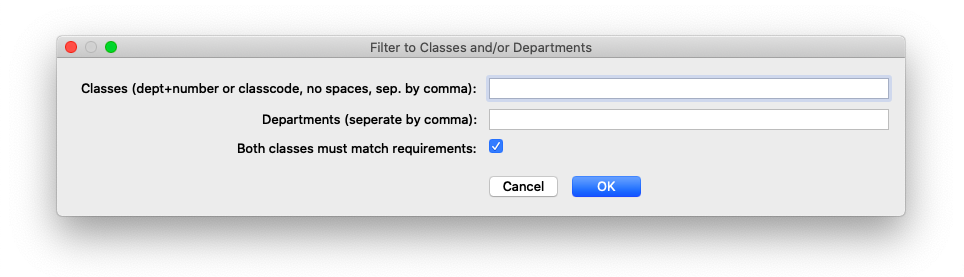 Filter to Classes and/or Departments
Classes (dept+number or classcode, no spaces, sep. by comma):
Departments (seperate by comma):
Both classes must match requirements:
Cancel OK